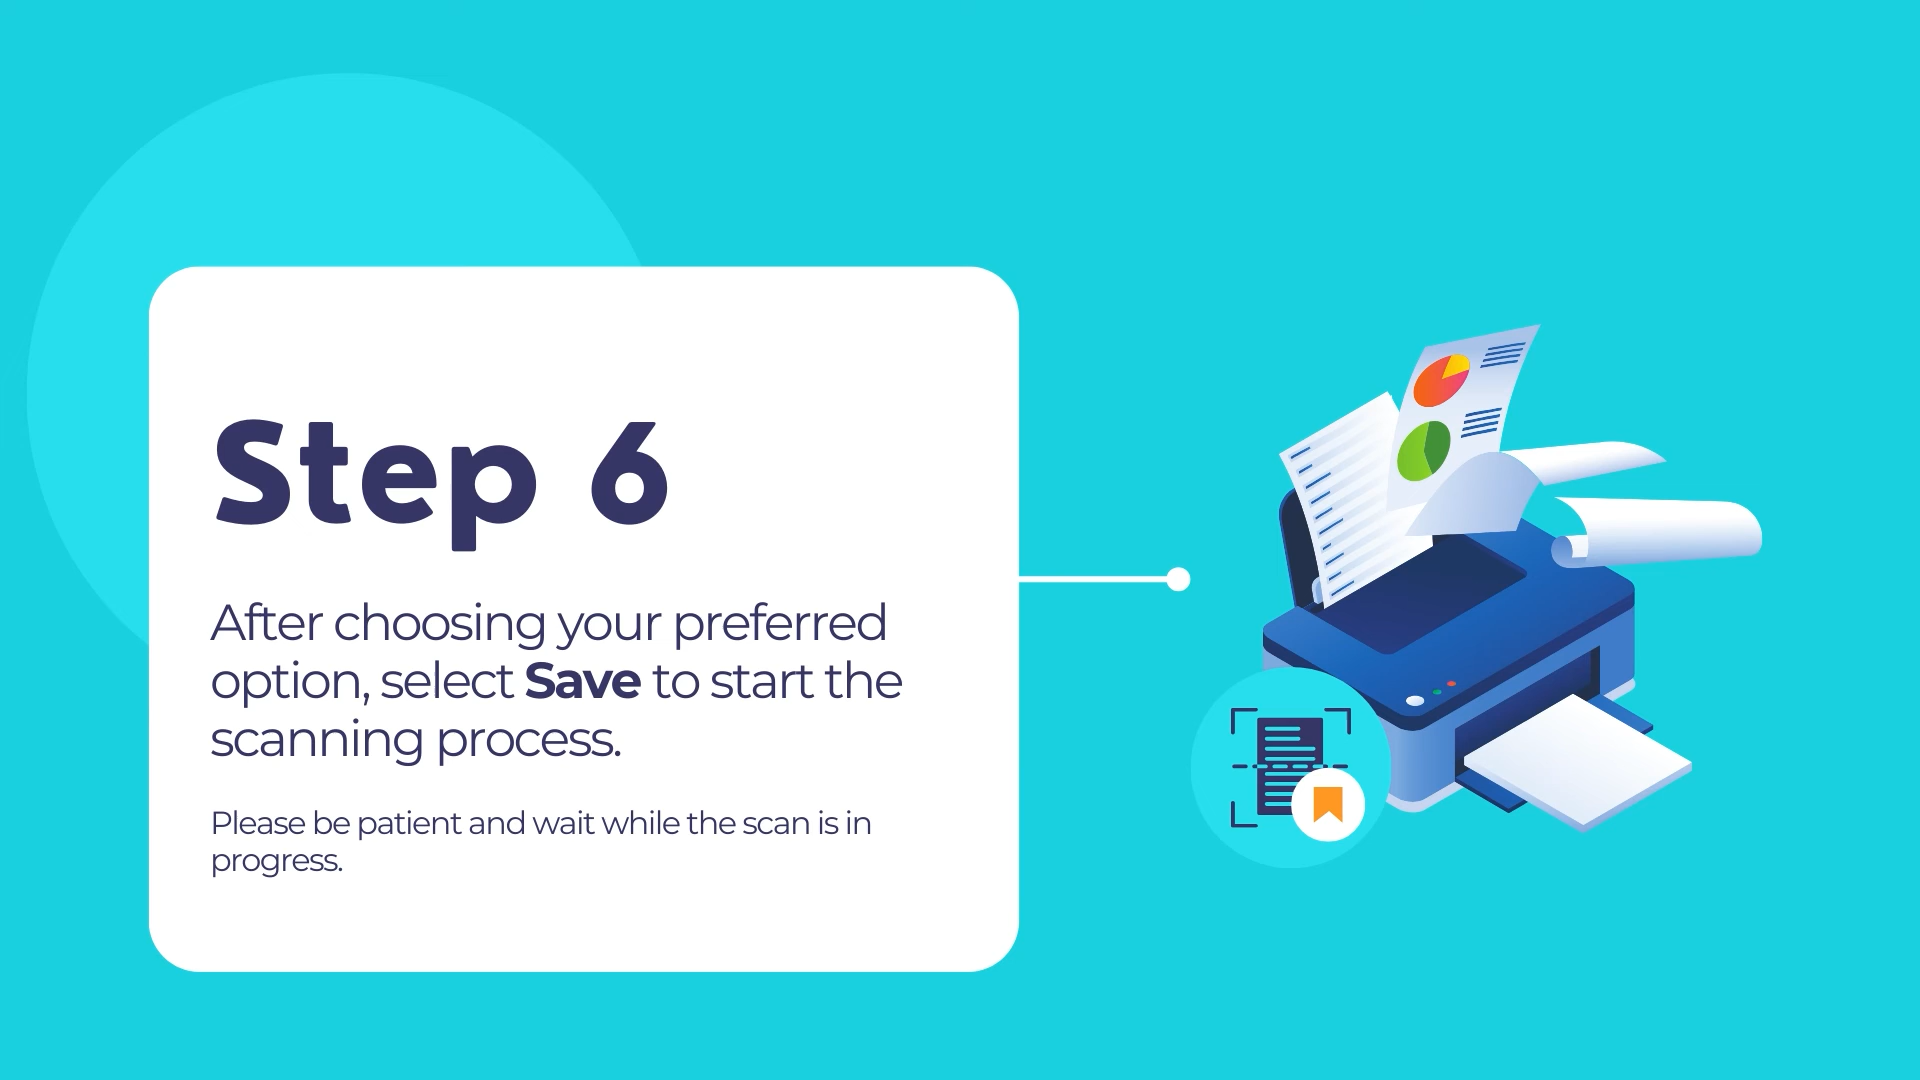 Step 6
After choosing your preferred
option, select Save to start the
scanning process.
Please be patient and wait while the scan is in
progress.